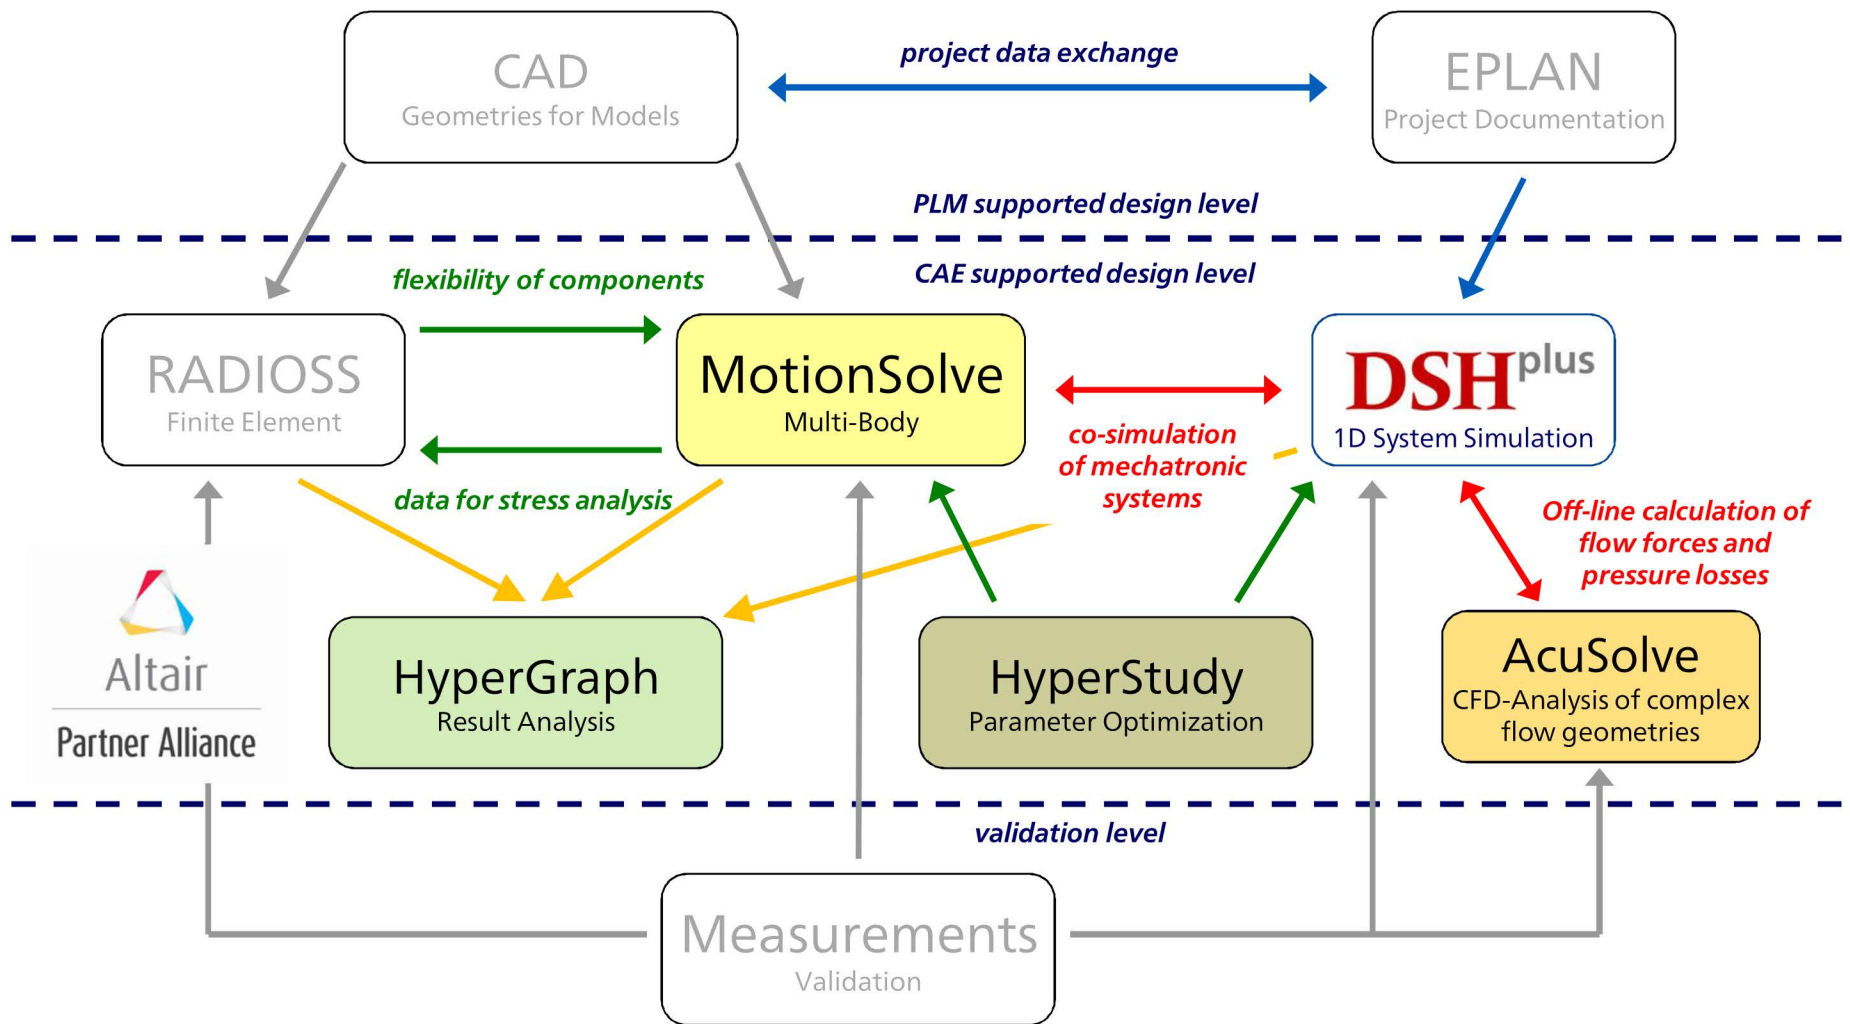 CAD
Geometries for Models
project data exchange
EPLAN
Project Documentation
PLM supported design level
CAE supported design level
flexibility of components
RADIOSS
Finite Element
MotionSolve
Multi-Body
DSHplus
1D System Simulation
co-simulation
of mechatronic
systems
data for stress analysis
Off-line calculation of
flow forces and
pressure losses
Altair
Partner Alliance
HyperGraph
Result Analysis
HyperStudy
Parameter Optimization
AcuSolve
CFD-Analysis of complex
flow geometries
validation level
Measurements
Validation